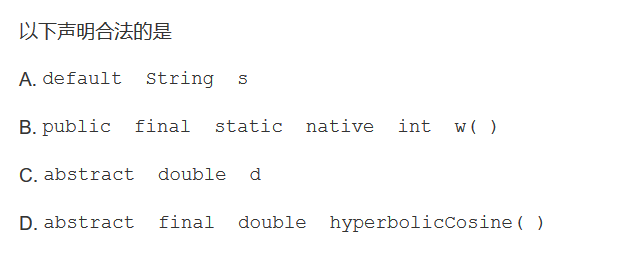 以下声明合法的是
A. default String s
B. public final static native int w( )
C. abstract double d
D. abstract final double hyperbolicCosine( )